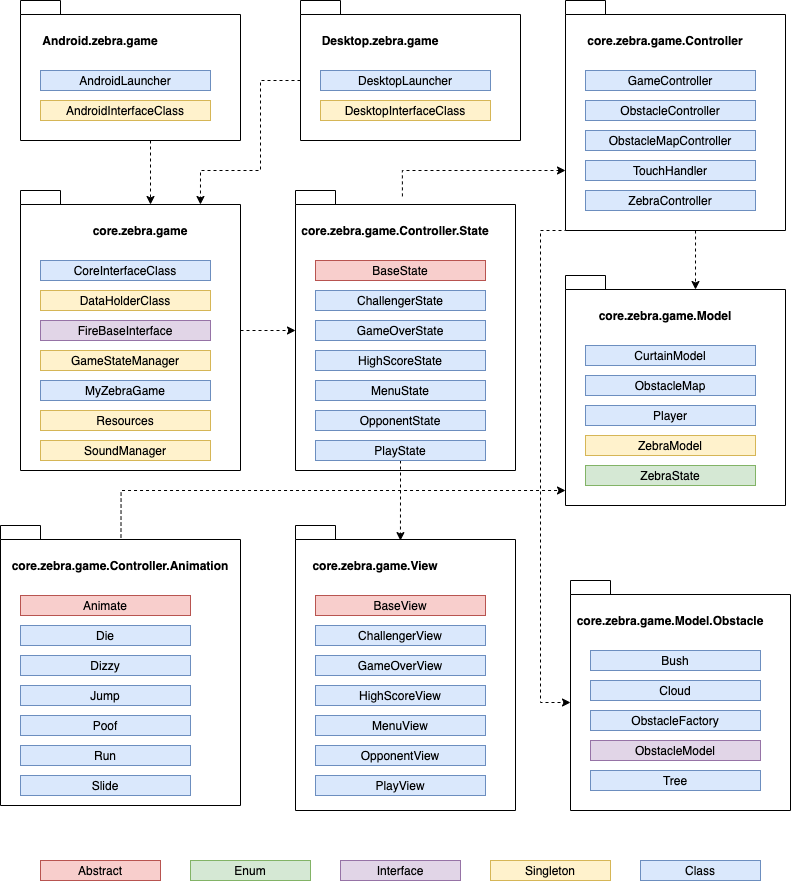 Android.zebra.game
AndroidLauncher
AndroidInterfaceClass
Desktop.zebra.game
DesktopLauncher
DesktopInterfaceClass
core.zebra.game.Controller
GameController
ObstacleController
ObstacleMapController
TouchHandler
ZebraController
core.zebra.game
CoreInterfaceClass
DataHolderClass
FireBaseInterface
GameStateManager
MyZebraGame
Resources
SoundManager
core.zebra.game.Controller.State
BaseState
ChallengerState
GameOverState
HighScoreState
MenuState
OpponentState
PlayState
core.zebra.game.Model
CurtainModel
ObstacleMap
Player
ZebraModel
ZebraState
core.zebra.game.Controller.Animation
Animate
Die
Dizzy
Jump
Poof
Run
Slide
core.zebra.game.View
BaseView
ChallengerView
GameOverView
HighScoreView
MenuView
OpponentView
PlayView
core.zebra.game.Model.Obstacle
Bush
Cloud
ObstacleFactory
ObstacleModel
Tree
Abstract
Enum
Interface
Singleton
Class